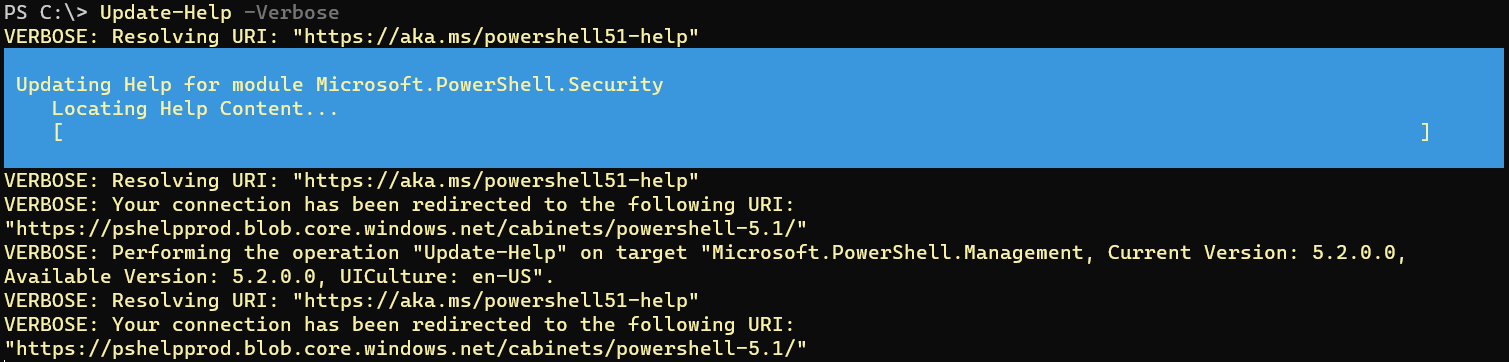 PS C:\> Update-Help -Verbose
VERBOSE: Resolving URI: "https://aka.ms/powershell51-help"
Updating Help for module Microsoft.PowerShell.Security
Locating Help Content...
[ ]
VERBOSE: Resolving URI: "https://aka.ms/powershell51-help"
VERBOSE: Your connection has been redirected to the following URI:
"https://pshelpprod.blob.core.windows.net/cabinets/powershell-5.1/"
VERBOSE: Performing the operation "Update-Help" on target "Microsoft.PowerShell.Management, Current Version: 5.2.0.0,
Available Version: 5.2.0.0, UICulture: en-US".
VERBOSE: Resolving URI: "https://aka.ms/powershell51-help"
VERBOSE: Your connection has been redirected to the following URI:
"https://pshelpprod.blob.core.windows.net/cabinets/powershell-5.1/"